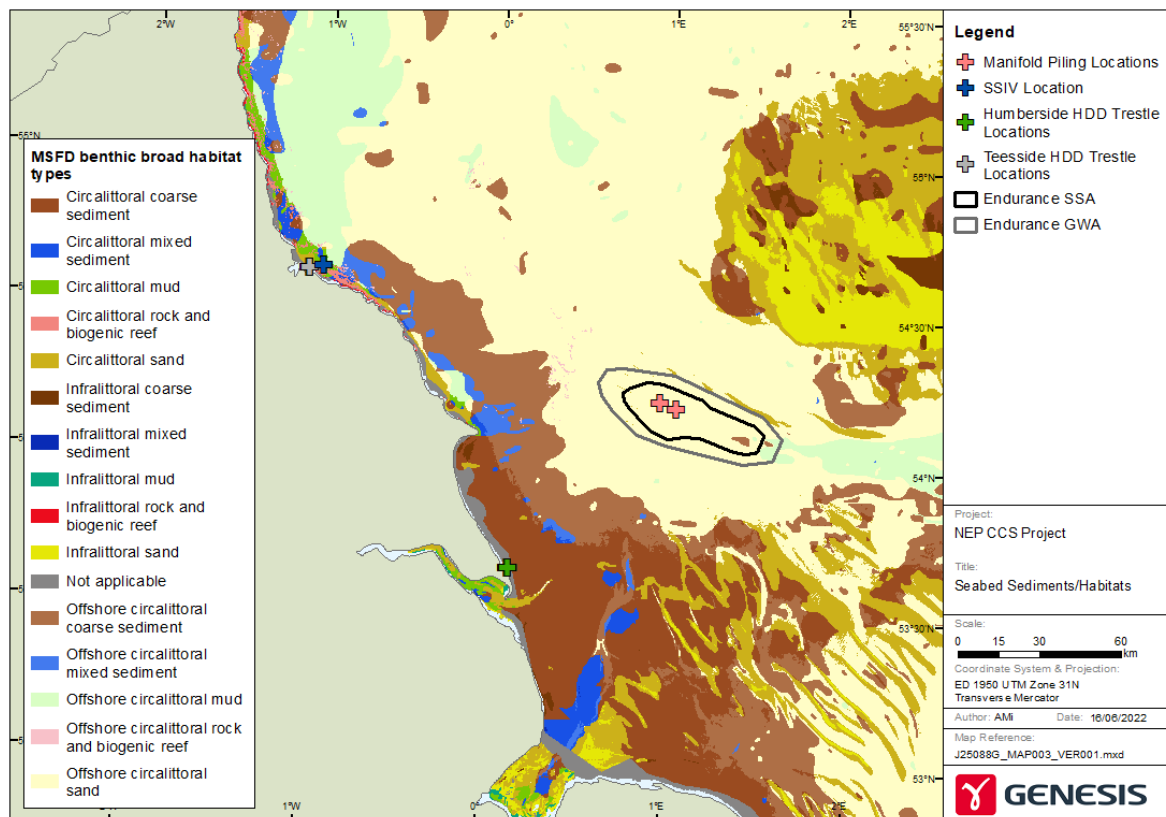 2°W
1°W
0°
1°E
2°E
55°30'N
55°N
55°N
54°30'N
54°N
53°30'N
53°N
1°W
0°
1°E
2°E
MSFD benthic broad habitat
types
Circalittoral coarse
sediment
Circalittoral mixed
sediment
Circalittoral mud
Circalittoral rock and
biogenic reef
Circalittoral sand
Infralittoral coarse
sediment
Infralittoral mixed
sediment
Infralittoral mud
Infralittoral rock and
biogenic reef
Infralittoral sand
Not applicable
Offshore circalittoral
coarse sediment
Offshore circalittoral
mixed sediment
Offshore circalittoral mud
Offshore circalittoral rock
and biogenic reef
Offshore circalittoral
sand
Legend
Manifold Piling Locations
SSIV Location
Humberside HDD Trestle
Locations
Teesside HDD Trestle
Locations
Endurance SSA
Endurance GWA
Project:
NEP CCS Project
Title:
Seabed Sediments/Habitats
Scale:
0 15 30 60
km
Coordinate System & Projection:
ED 1950 UTM Zone 31N
Transverse Mercator
Author: AMi Date: 16/06/2022
Map Reference:
J25088G_MAP003_VER001.mxd
GENESIS